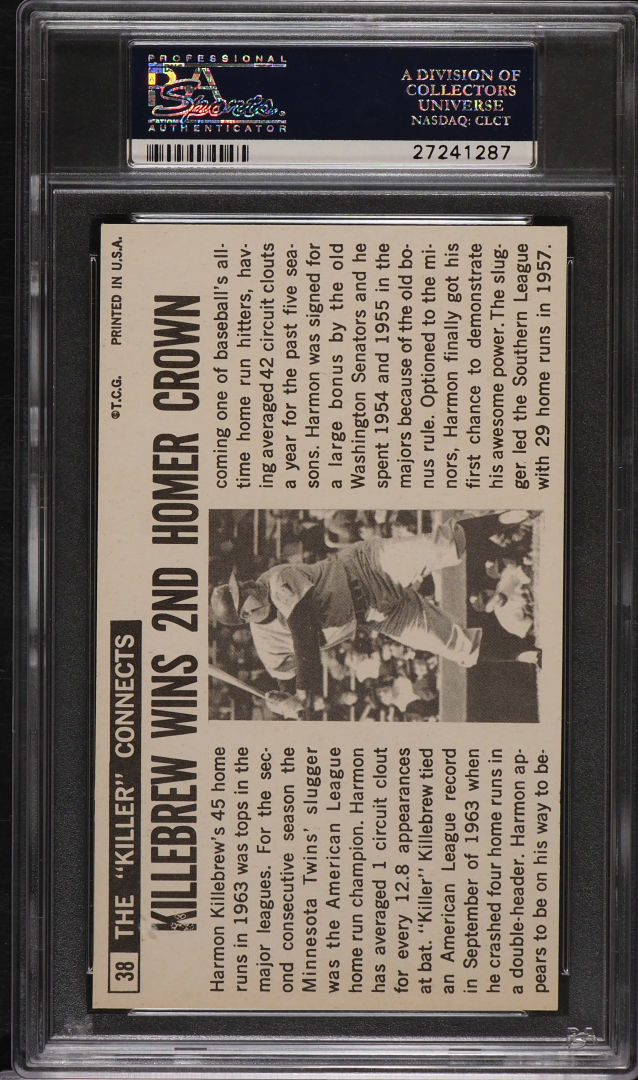 PROFESSIONAL
PSA
Sports
AUTHENTICATOR
A DIVISION OF
COLLECTORS
UNIVERSE
NASDAQ: CLCT
27241287
38 THE "KILLER" CONNECTS ©T.C.G. PRINTED IN U.S.A.
KILLEBREW WINS 2ND HOMER CROWN
Harmon Killebrew's 45 home
runs in 1963 was tops in the
major leagues. For the sec-
ond consecutive season the
Minnesota Twins' slugger
was the American League
home run champion. Harmon
has averaged 1 circuit clout
for every 12.8 appearances
at bat. "Killer" Killebrew tied
an American League record
in September of 1963 when
he crashed four home runs in
a double-header. Harmon ap-
pears to be on his way to be-
coming one of baseball's all-
time home run hitters, hav-
ing averaged 42 circuit clouts
a year for the past five sea-
sons. Harmon was signed for
a large bonus by the old
Washington Senators and he
spent 1954 and 1955 in the
majors because of the old bo-
nus rule. Optioned to the mi-
nors, Harmon finally got his
first chance to demonstrate
his awesome power. The slug-
ger led the Southern League
with 29 home runs in 1957.
PSA